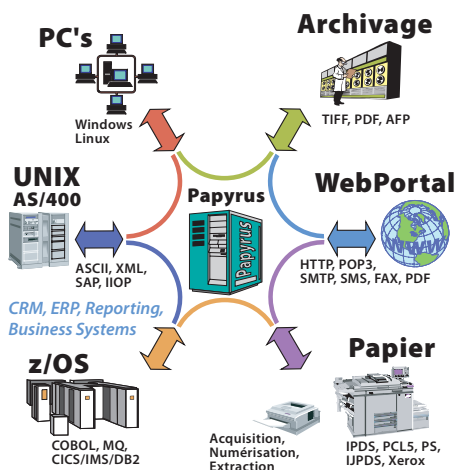 PC's
Windows
Linux
Archivage
TIFF, PDF, AFP
UNIX
AS/400
ASCII, XML,
SAP, IIOP
Papyrus
Papyrus
WebPortal
WWW
HTTP, POP3,
SMTP, SMS, FAX, PDF
CRM, ERP, Reporting,
Business Systems
z/OS
COBOL, MQ,
CICS/IMS/DB2
Acquisition,
Numérisation,
Extraction
Papier
IPDS, PCL5, PS,
IJPDS, Xerox